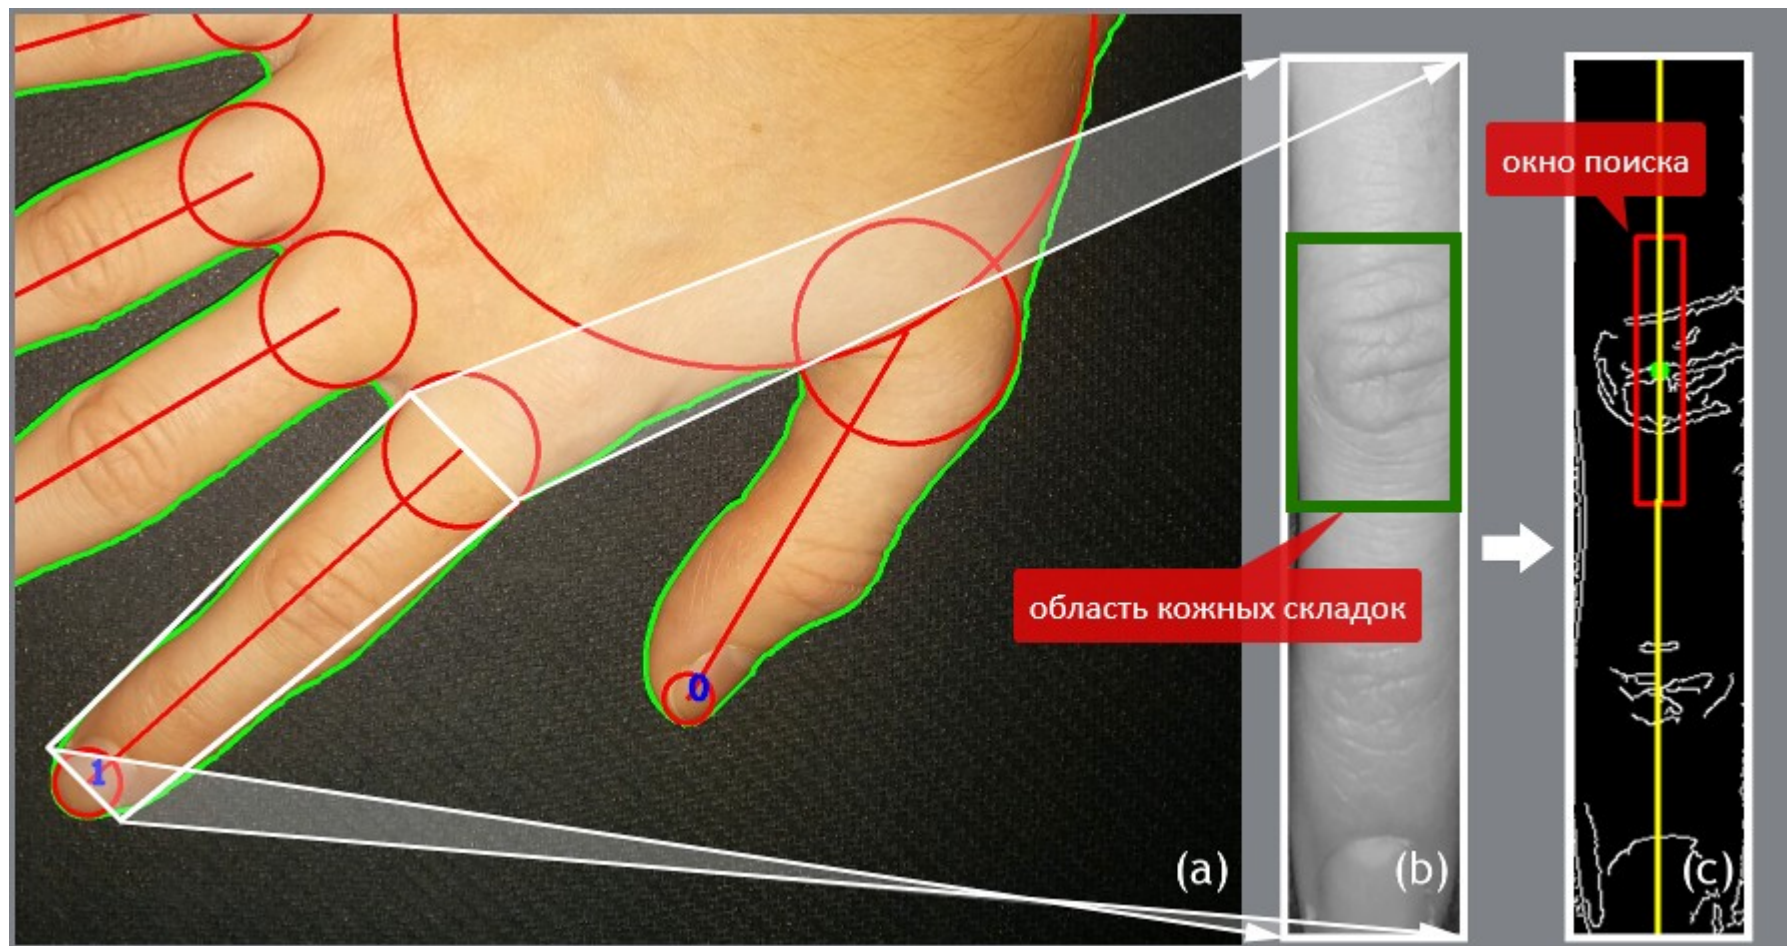 окно поиска
область кожных складок
1
0
(a)
(b)
(c)